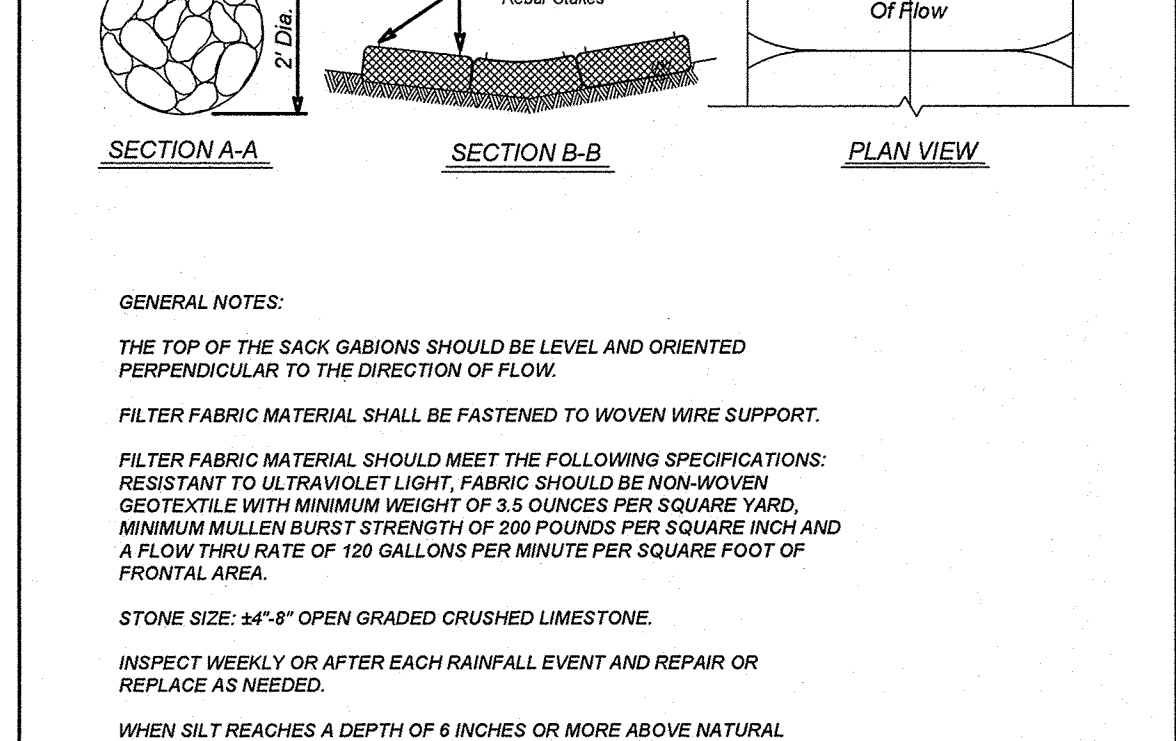 Rebar Stakes
Of Flow
2' Dia.
SECTION A-A
SECTION B-B
PLAN VIEW
GENERAL NOTES:
THE TOP OF THE SACK GABIONS SHOULD BE LEVEL AND ORIENTED
PERPENDICULAR TO THE DIRECTION OF FLOW.
FILTER FABRIC MATERIAL SHALL BE FASTENED TO WOVEN WIRE SUPPORT.
FILTER FABRIC MATERIAL SHOULD MEET THE FOLLOWING SPECIFICATIONS:
RESISTANT TO ULTRAVIOLET LIGHT, FABRIC SHOULD BE NON-WOVEN
GEOTEXTILE WITH MINIMUM WEIGHT OF 3.5 OUNCES PER SQUARE YARD,
MINIMUM MULLEN BURST STRENGTH OF 200 POUNDS PER SQUARE INCH AND
A FLOW THRU RATE OF 120 GALLONS PER MINUTE PER SQUARE FOOT OF
FRONTAL AREA.
STONE SIZE: ±4"-8" OPEN GRADED CRUSHED LIMESTONE.
INSPECT WEEKLY OR AFTER EACH RAINFALL EVENT AND REPAIR OR
REPLACE AS NEEDED.
WHEN SILT REACHES A DEPTH OF 6 INCHES OR MORE ABOVE NATURAL